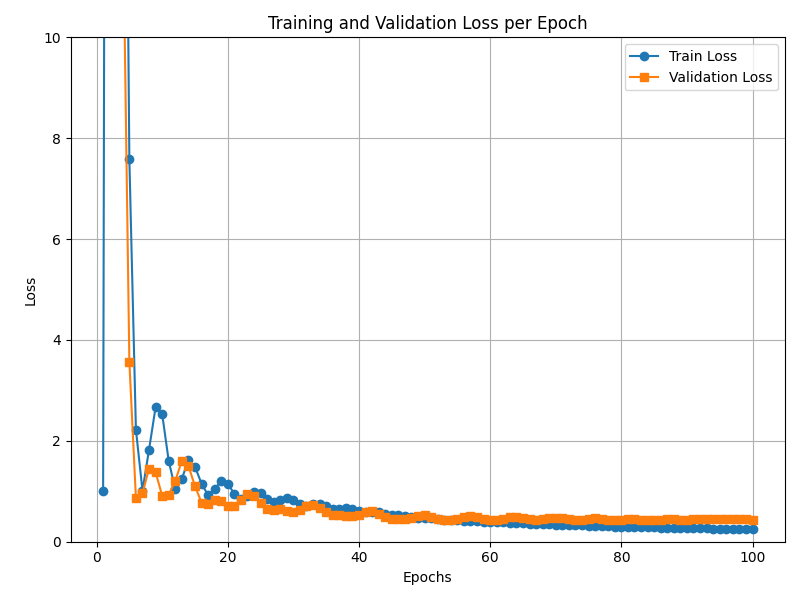 Training and Validation Loss per Epoch
Train Loss
Validation Loss
Loss
10
8
6
4
2
0
0 20 40 60 80 100
Epochs